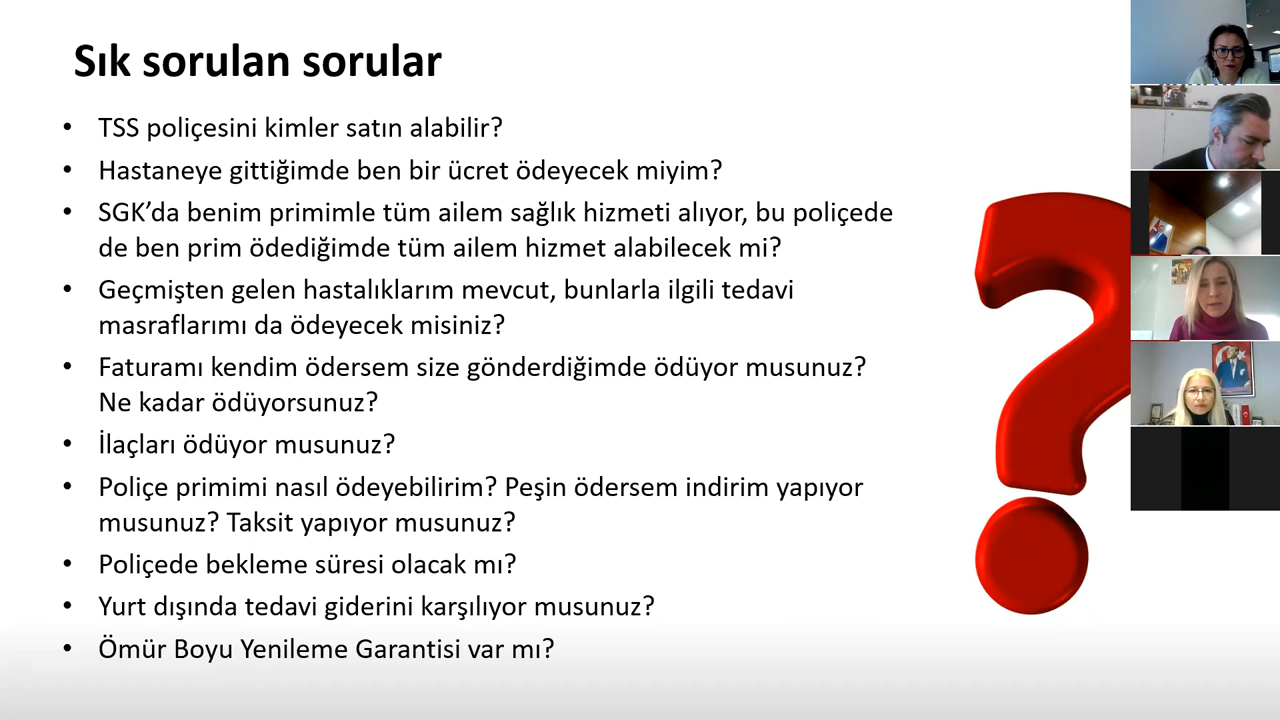 Sık sorulan sorular
• TSS poliçesini kimler satın alabilir?
• Hastaneye gittiğimde ben bir ücret ödeyecek miyim?
• SGK’da benim primimle tüm ailem sağlık hizmeti alıyor, bu poliçede
de ben prim ödediğimde tüm ailem hizmet alabilecek mi?
• Geçmişten gelen hastalıklarım mevcut, bunlarla ilgili tedavi
masraflarımı da ödeyecek misiniz?
• Faturamı kendim ödersem size gönderdiğimde ödüyor musunuz?
Ne kadar ödüyorsunuz?
• İlaçları ödüyor musunuz?
• Poliçe primimi nasıl ödeyebilirim? Peşin ödersem indirim yapıyor
musunuz? Taksit yapıyor musunuz?
• Poliçede bekleme süresi olacak mı?
• Yurt dışında tedavi giderini karşılıyor musunuz?
• Ömür Boyu Yenileme Garantisi var mı?